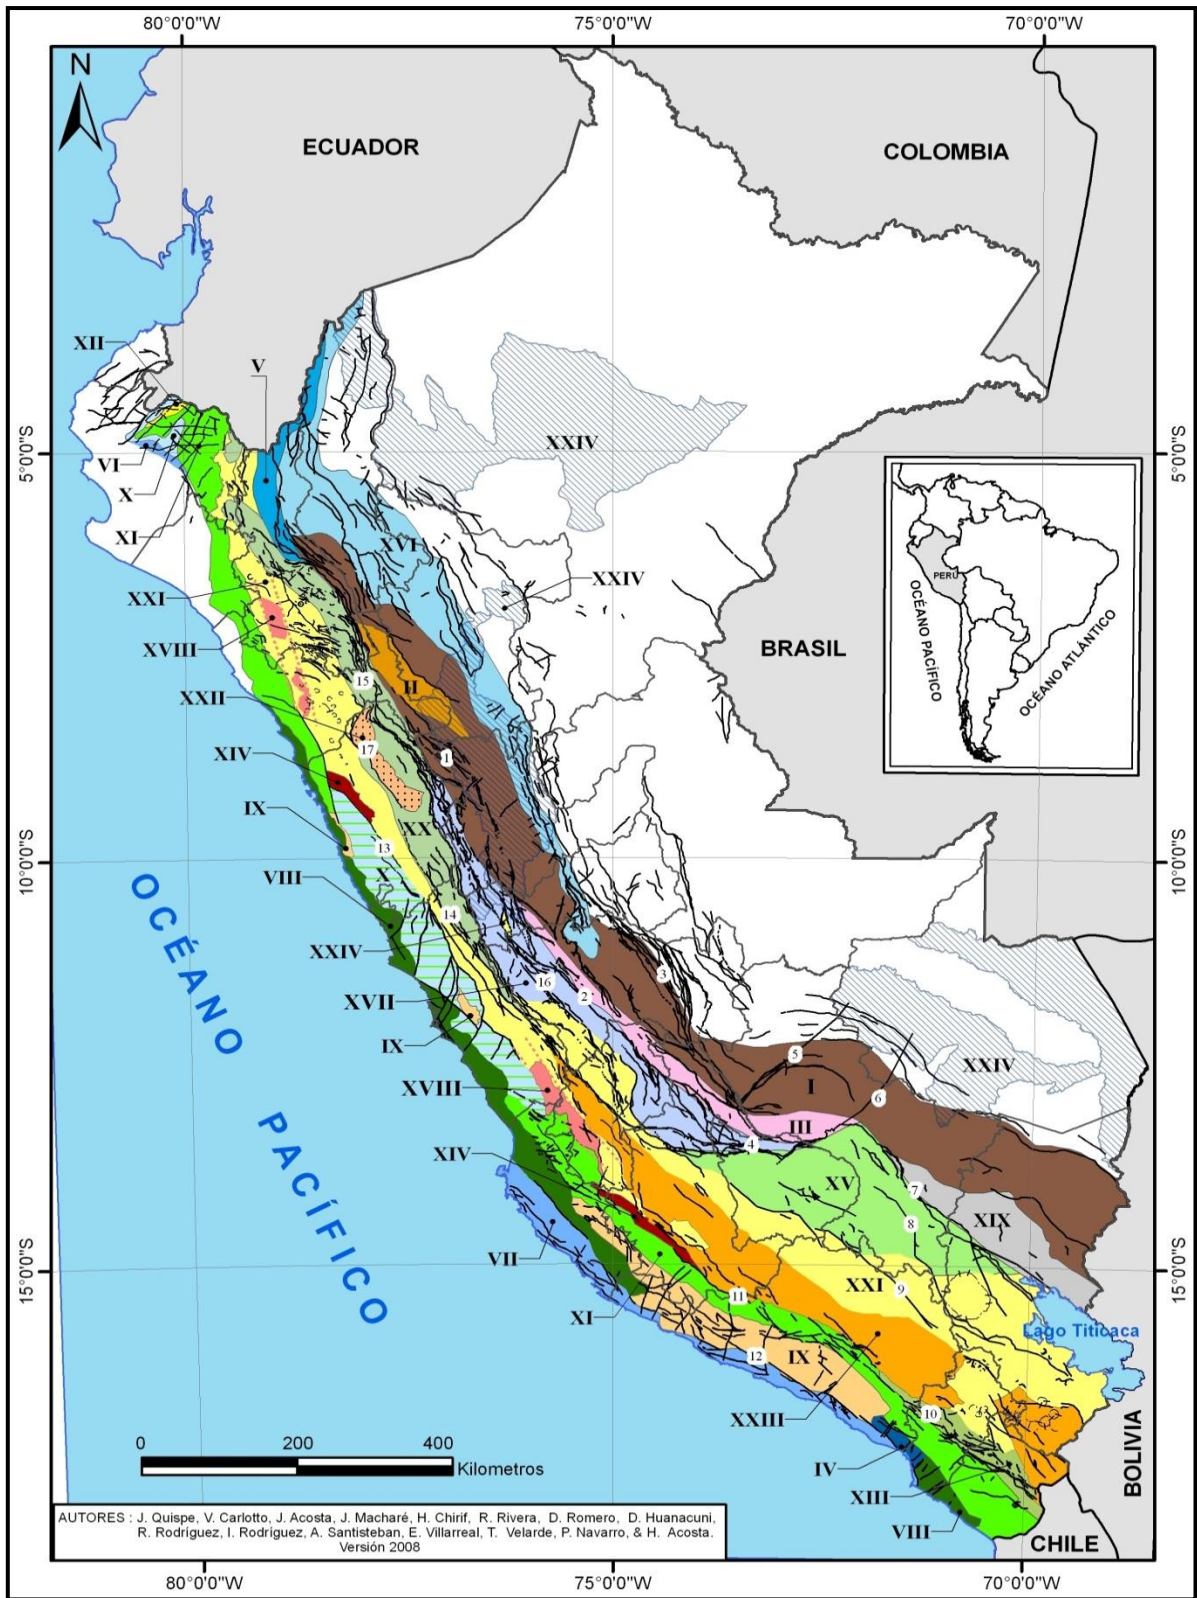 80°0'0"W
75°0'0"W
70°0'0"W
N
ECUADOR
COLOMBIA
XII
V
5°0'0"S
5°0'0"S
XXIV
VI
X
XI
XVI
XXIV
XXI
XVIII
PERÚ
OCÉANO PACÍFICO
OCÉANO ATLÁNTICO
BRASIL
II
15
XXII
17
1
XIV
IX
XX
13
10°0'0"S
10°0'0"S
X
VIII
14
XXIV
3
XVII
16
2
IX
5
XXIV
XVIII
I
6
III
4
XIV
XV
7
XIX
8
VII
15°0'0"S
15°0'0"S
XXI
9
XI
11
Lago Titicaca
12
IX
XXIII
10
IV
XIII
VIII
OCÉANO PACÍFICO
BOLIVIA
CHILE
0 200 400
Kilometros
AUTORES : J. Quispe, V. Carlotto, J. Acosta, J. Macharé, H. Chirif, R. Rivera, D. Romero, D. Huanacuni,
R. Rodríguez, I. Rodríguez, A. Santisteban, E. Villarreal, T. Velarde, P. Navarro, & H. Acosta.
Versión 2008
80°0'0"W
75°0'0"W
70°0'0"W